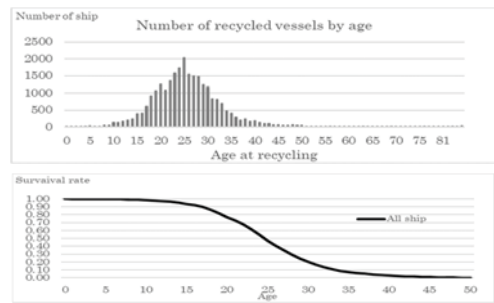 Number of ship
Number of recycled vessels by age
2500
2000
1500
1000
500
0
0 5 10 15 20 25 30 35 40 45 50 55 60 65 70 75 81
Age at recycling
Survaival rate
1.00
0.90
0.80
0.70
0.60
0.50
0.40
0.30
0.20
0.10
0.00
All ship
0 5 10 15 20 25 30 35 40 45 50
Age